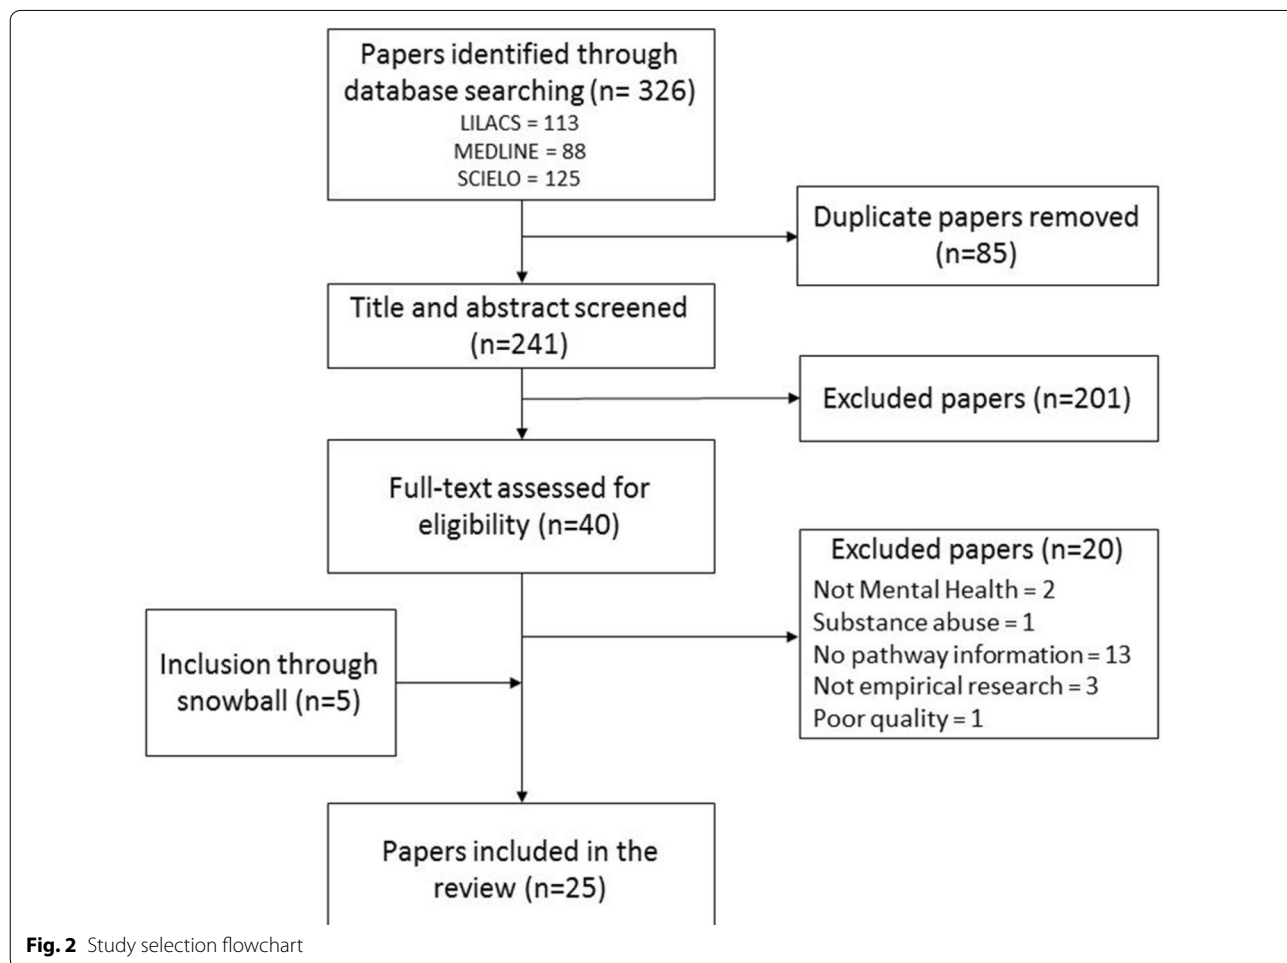 Papers identified through
database searching (n= 326)
LILACS = 113
MEDLINE = 88
SCIELO = 125
Duplicate papers removed
(n=85)
Title and abstract screened
(n=241)
Excluded papers (n=201)
Full-text assessed for
eligibility (n=40)
Excluded papers (n=20)
Not Mental Health = 2
Substance abuse = 1
No pathway information = 13
Not empirical research = 3
Poor quality = 1
Inclusion through
snowball (n=5)
Papers included in the
review (n=25)
Fig. 2 Study selection flowchart